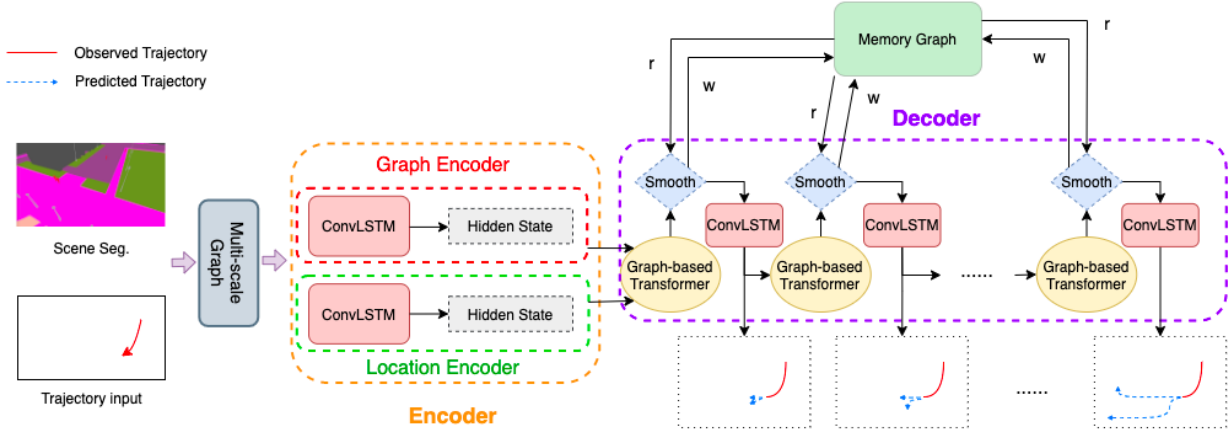 Observed Trajectory
Predicted Trajectory
Scene Seg.
Trajectory input
Multi-scale
Graph
Graph Encoder
ConvLSTM
Hidden State
ConvLSTM
Hidden State
Location Encoder
Encoder
Memory Graph
r
w
r
w
r
w
Decoder
Smooth
Smooth
Smooth
ConvLSTM
ConvLSTM
ConvLSTM
Graph-based
Transformer
Graph-based
Transformer
......
Graph-based
Transformer
......